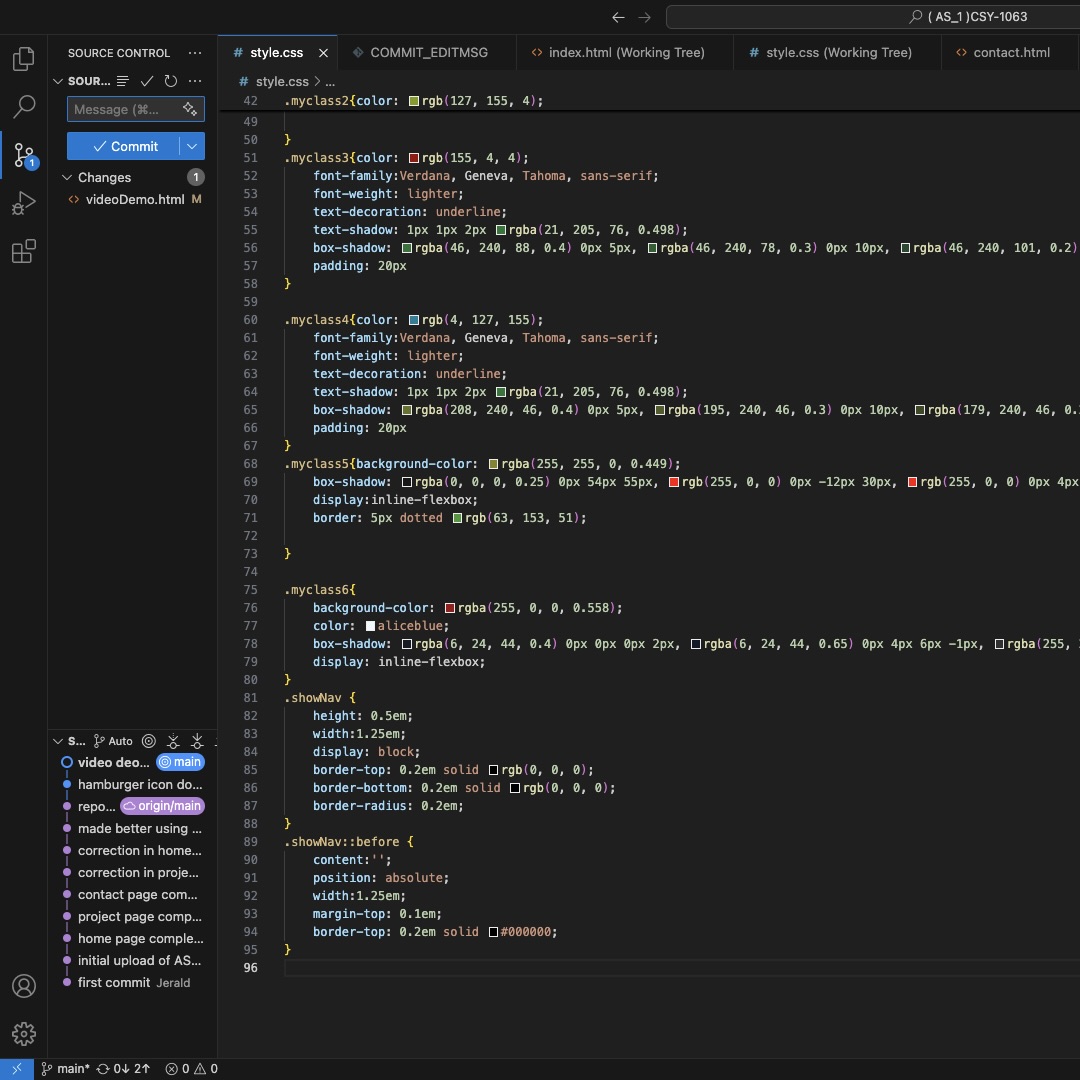 ( AS_1 )CSY-1063
SOURCE CONTROL
SOUR...
Message (⌘...
Commit
Changes 1
videoDemo.html M
1
# style.css
COMMIT_EDITMSG
index.html (Working Tree)
# style.css (Working Tree)
contact.html
# style.css > ...
42 .myclass2{color: rgb(127, 155, 4);
49
50 }
51 .myclass3{color: rgb(155, 4, 4);
52 font-family:Verdana, Geneva, Tahoma, sans-serif;
53 font-weight: lighter;
54 text-decoration: underline;
55 text-shadow: 1px 1px 2px rgba(21, 205, 76, 0.498);
56 box-shadow: rgba(46, 240, 88, 0.4) 0px 5px, rgba(46, 240, 78, 0.3) 0px 10px, rgba(46, 240, 101, 0.2)
57 padding: 20px
58 }
59
60 .myclass4{color: rgb(4, 127, 155);
61 font-family:Verdana, Geneva, Tahoma, sans-serif;
62 font-weight: lighter;
63 text-decoration: underline;
64 text-shadow: 1px 1px 2px rgba(21, 205, 76, 0.498);
65 box-shadow: rgba(208, 240, 46, 0.4) 0px 5px, rgba(195, 240, 46, 0.3) 0px 10px, rgba(179, 240, 46, 0.
66 padding: 20px
67 }
68 .myclass5{background-color: rgba(255, 255, 0, 0.449);
69 box-shadow: rgba(0, 0, 0, 0.25) 0px 54px 55px, rgb(255, 0, 0) 0px -12px 30px, rgb(255, 0, 0) 0px 4px
70 display:inline-flexbox;
71 border: 5px dotted rgb(63, 153, 51);
72
73 }
74
75 .myclass6{
76 background-color: rgba(255, 0, 0, 0.558);
77 color: aliceblue;
78 box-shadow: rgba(6, 24, 44, 0.4) 0px 0px 0px 2px, rgba(6, 24, 44, 0.65) 0px 4px 6px -1px, rgba(255,
79 display: inline-flexbox;
80 }
81 .showNav {
82 height: 0.5em;
83 width:1.25em;
84 display: block;
85 border-top: 0.2em solid rgb(0, 0, 0);
86 border-bottom: 0.2em solid rgb(0, 0, 0);
87 border-radius: 0.2em;
88 }
89 .showNav::before {
90 content:'';
91 position: absolute;
92 width:1.25em;
93 margin-top: 0.1em;
94 border-top: 0.2em solid #000000;
95 }
96
S... Auto
video deo... main
hamburger icon do...
repo... origin/main
made better using ...
correction in home...
correction in proje...
contact page com...
project page comp...
home page comple...
initial upload of AS...
first commit Jerald
main* 0↓ 2↑ 0 0